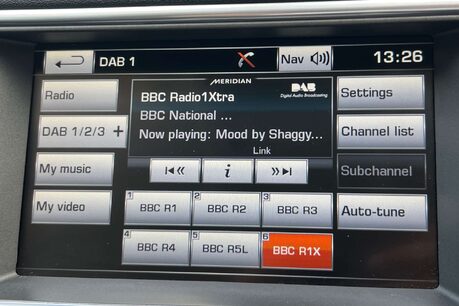 DAB 1
Nav
13:26
MERIDIAN
DAB
Digital Audio Broadcasting
Radio
BBC Radio1Xtra
Settings
BBC National ...
DAB 1/2/3 +
Now playing: Mood by Shaggy...
Channel list
Link
My music
i
Subchannel
My video
1 BBC R1
2 BBC R2
3 BBC R3
Auto-tune
4 BBC R4
5 BBC R5L
6 BBC R1X